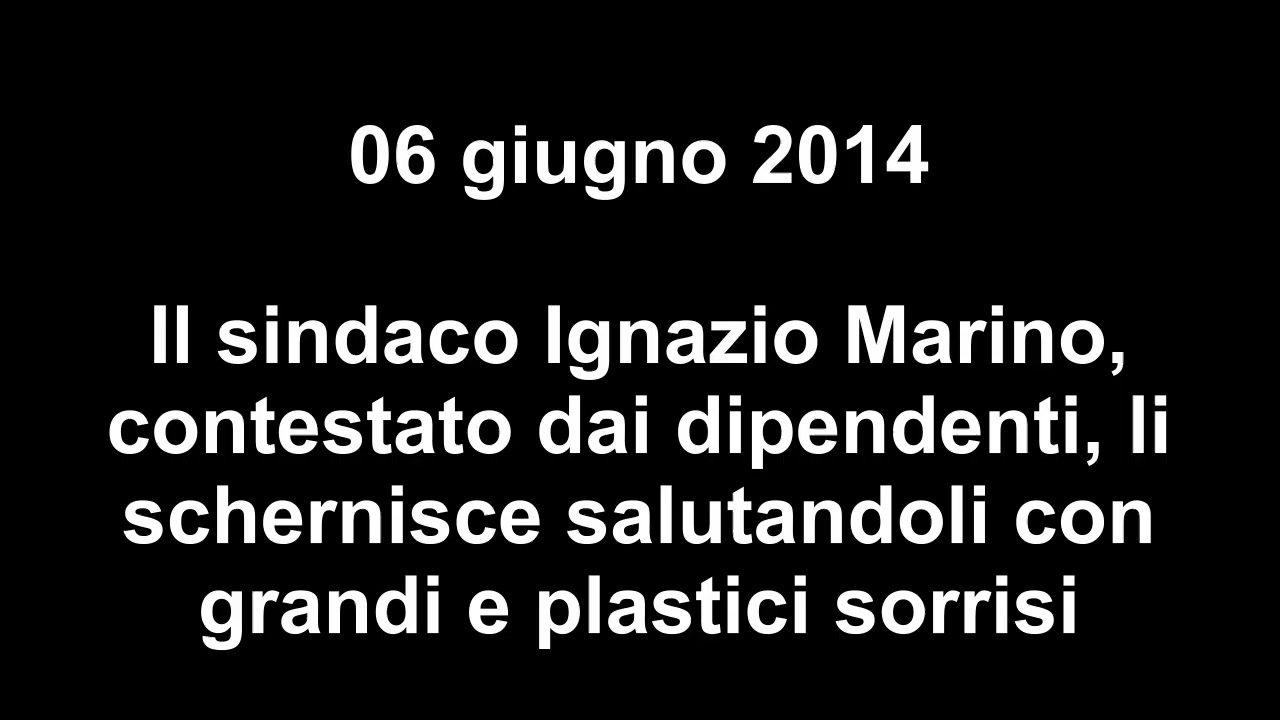 06 giugno 2014
Il sindaco Ignazio Marino,
contestato dai dipendenti, li
schernisce salutandoli con
grandi e plastici sorrisi